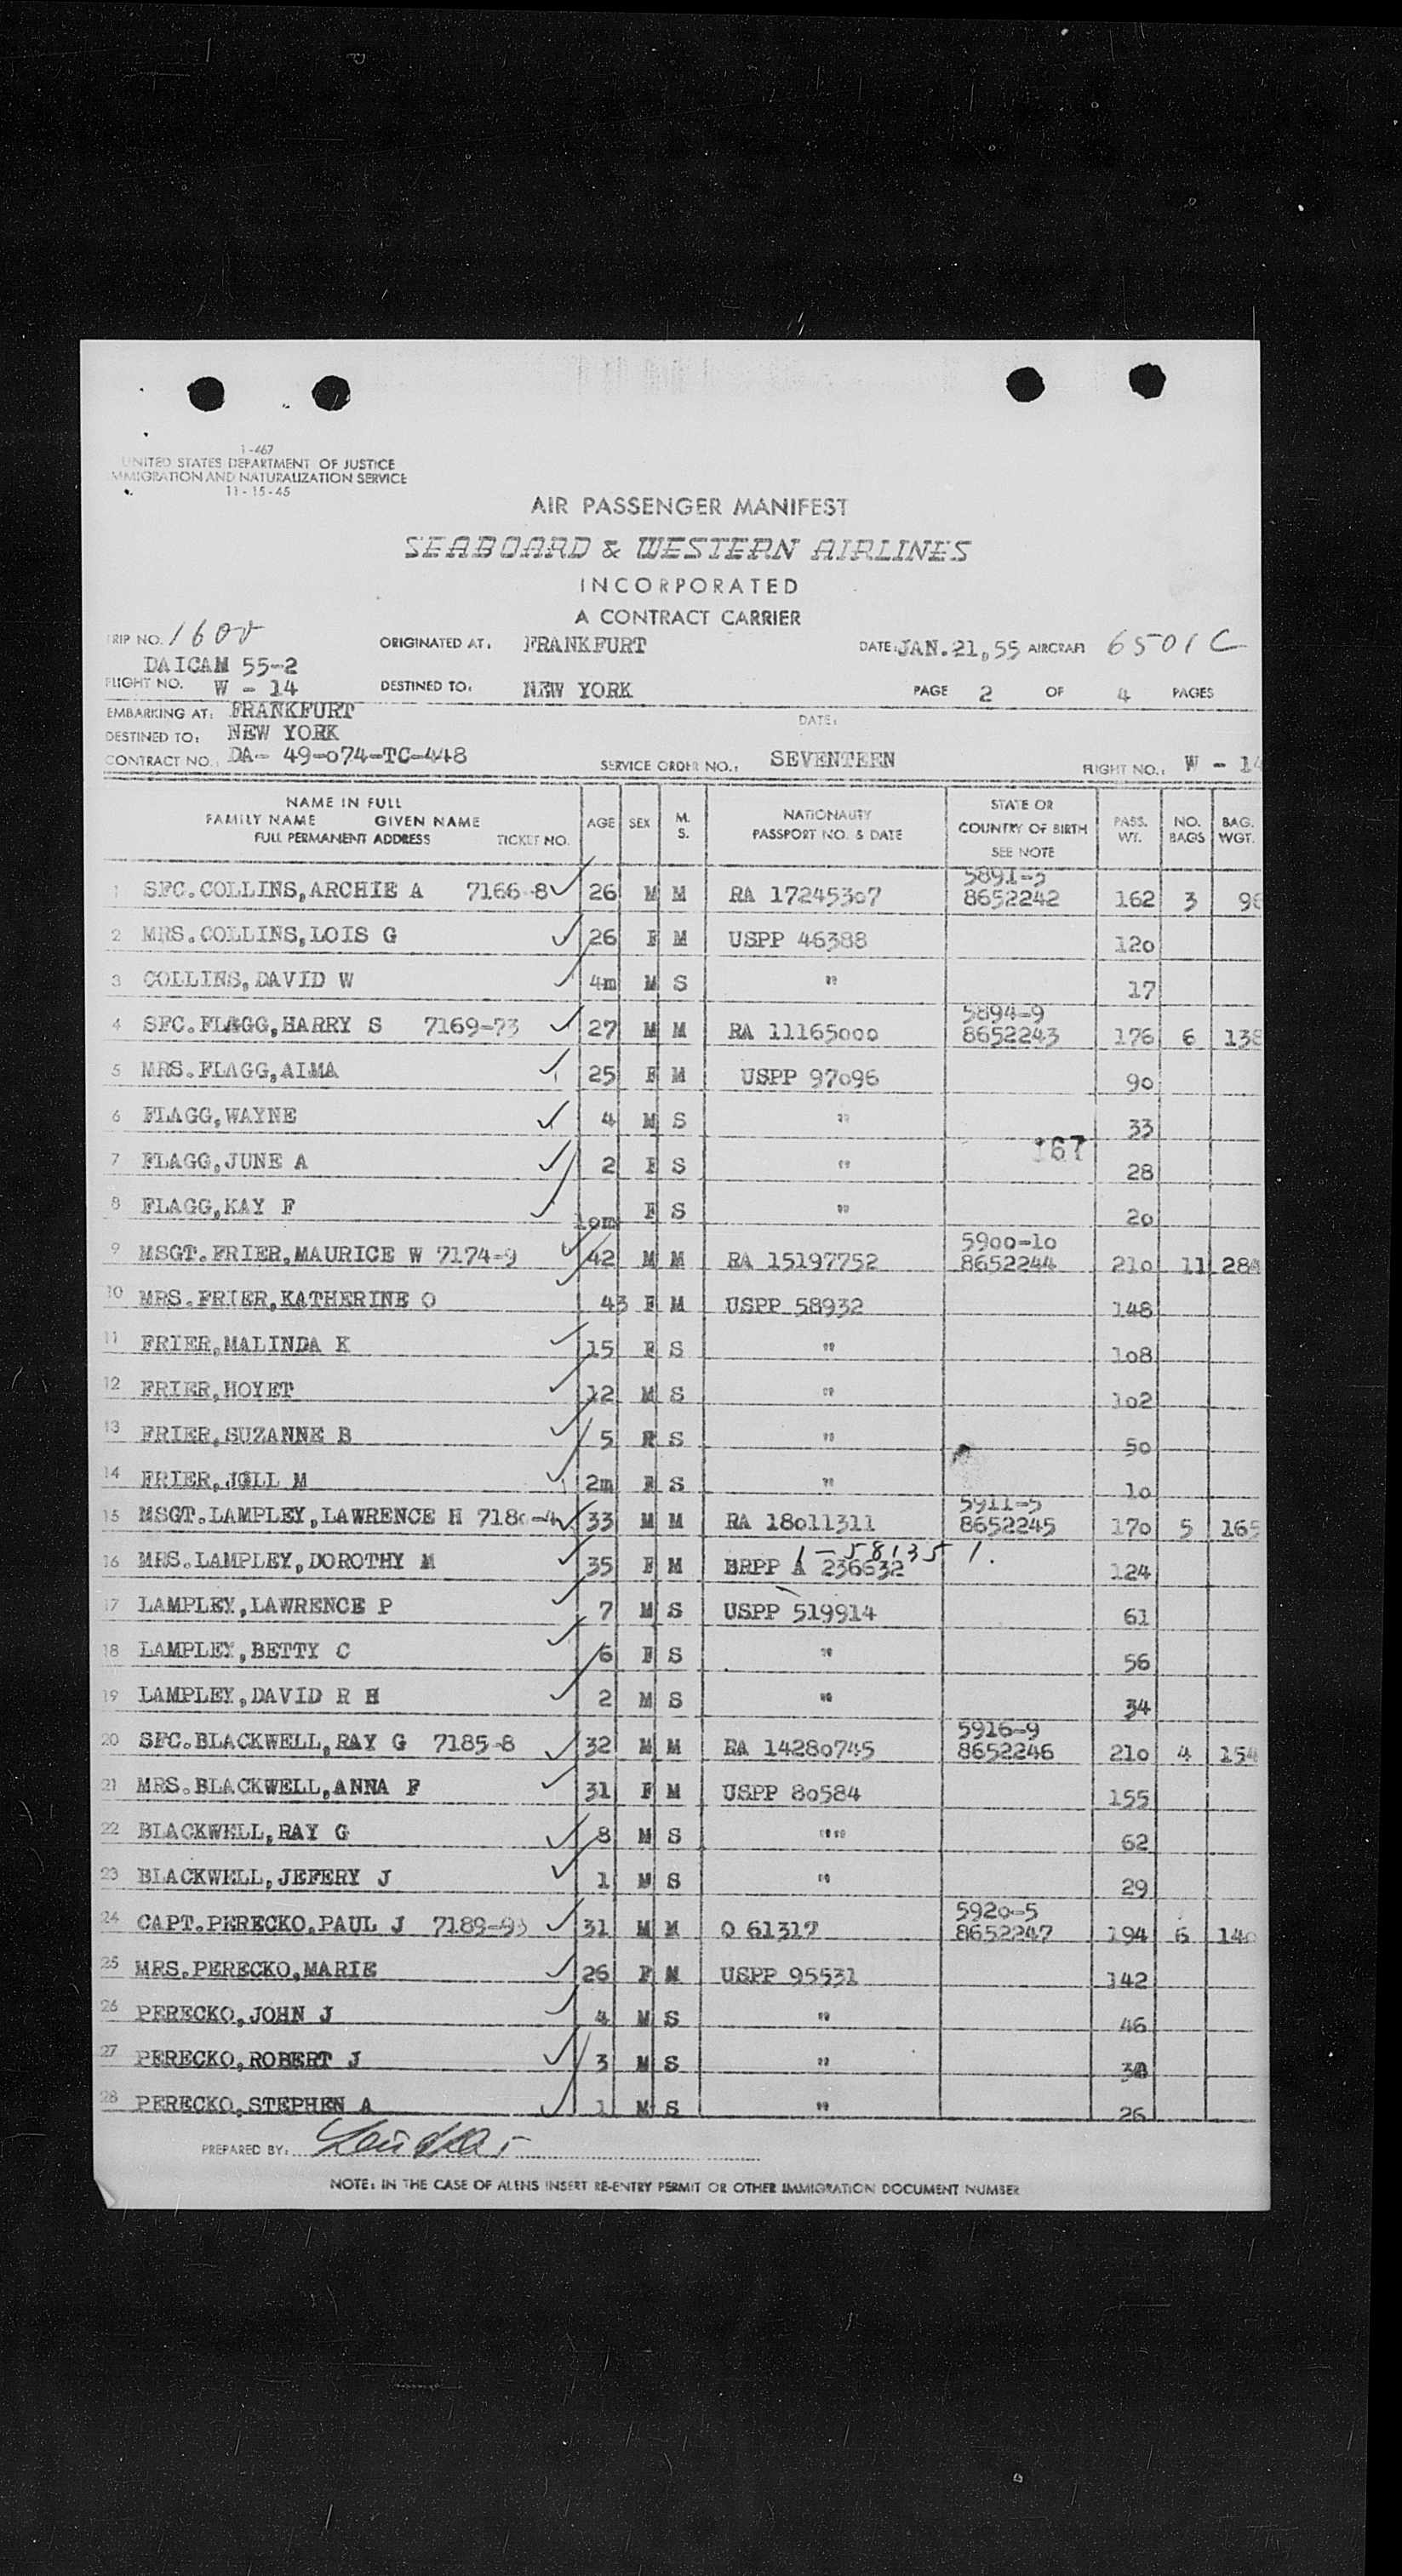 1-467
UNITED STATES DEPARTMENT OF JUSTICE
IMMIGRATION AND NATURALIZATION SERVICE
11-15-45
AIR PASSENGER MANIFEST
SEABOARD & WESTERN AIRLINES
INCORPORATED
A CONTRACT CARRIER
TRIP NO. 1600 ORIGINATED AT: FRANKFURT DATE: JAN.21,55 AIRCRAFT 6501C
DAICAM 55-2
FLIGHT NO. W - 14 DESTINED TO: NEW YORK PAGE 2 OF 4 PAGES
EMBARKING AT: FRANKFURT DATE:
DESTINED TO: NEW YORK
CONTRACT NO.: DA- 49-074-TC-448 SERVICE ORDER NO.: SEVENTEEN FLIGHT NO.: W - 14
NAME IN FULL
FAMILY NAME GIVEN NAME
FULL PERMANENT ADDRESS TICKET NO. AGE SEX M. S. NATIONALITY PASSPORT NO. & DATE STATE OR COUNTRY OF BIRTH SEE NOTE PASS. WT. NO. BAGS BAG. WGT.
5891-5
1 SFC.COLLINS,ARCHIE A 7166-8 26 M M RA 17245307 8652242 162 3 96
2 MRS.COLLINS,LOIS G 26 F M USPP 46388 120
3 COLLINS,DAVID W 4m M S " 17
5894-9
4 SFC.FLAGG,HARRY S 7169-73 27 M M RA 11165000 8652243 176 6 138
5 MRS.FLAGG,ALMA 25 F M USPP 97096 90
6 FLAGG,WAYNE 4 M S " 33
167
7 FLAGG,JUNE A 2 F S " 28
8 FLAGG,KAY F 10m F S " 20
5900-10
9 MSGT.FRIER,MAURICE W 7174-9 42 M M RA 15197752 8652244 210 11 284
10 MRS.FRIER,KATHERINE O 43 F M USPP 58932 148
11 FRIER,MALINDA K 15 F S " 108
12 FRIER,HOYET 12 M S " 102
13 FRIER,SUZANNE B 5 F S " 50
14 FRIER,JOLL M 2m F S " 10
5911-5
15 MSGT.LAMPLEY,LAWRENCE H 7180-4 33 M M RA 18011311 8652245 170 5 165
1-581351.
16 MRS.LAMPLEY,DOROTHY M 35 F M BRPP A 236632 124
17 LAMPLEY,LAWRENCE P 7 M S USPP 519914 61
18 LAMPLEY,BETTY C 6 F S " 56
19 LAMPLEY,DAVID R H 2 M S " 34
5916-9
20 SFC.BLACKWELL,RAY G 7185-8 32 M M RA 14280745 8652246 210 4 154
21 MRS.BLACKWELL,ANNA F 31 F M USPP 80584 155
22 BLACKWELL,RAY G 8 M S "" 62
23 BLACKWELL,JEFERY J 1 M S " 29
5920-5
24 CAPT.PERECKO,PAUL J 7189-93 31 M M O 61317 8652247 194 6 140
25 MRS.PERECKO,MARIE 26 F M USPP 95531 142
26 PERECKO,JOHN J 4 M S " 46
27 PERECKO,ROBERT J 3 M S "
28 PERECKO,STEPHEN A 1 M S " 26
PREPARED BY:
NOTE: IN THE CASE OF ALIENS INSERT RE-ENTRY PERMIT OR OTHER IMMIGRATION DOCUMENT NUMBER